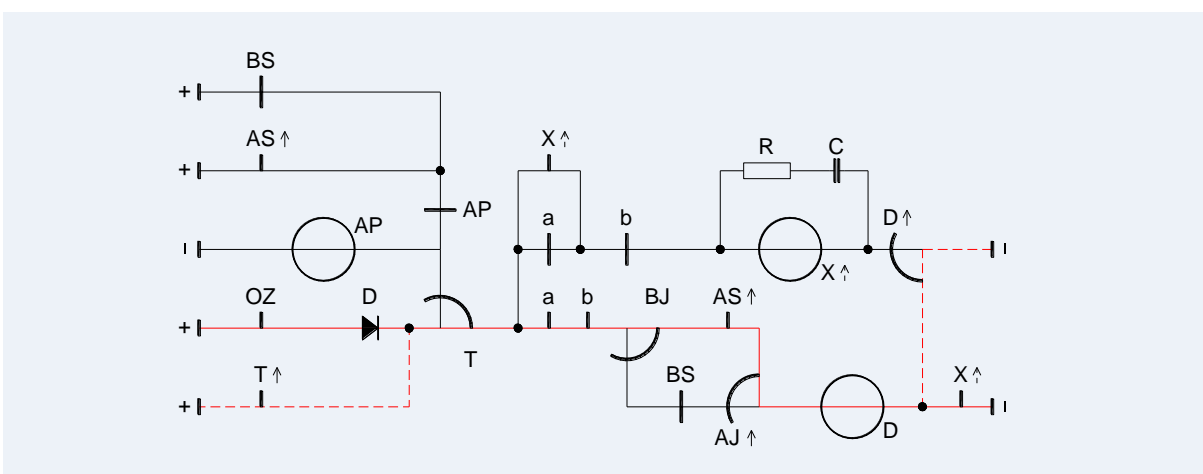 BS
+
AS ↑ X ↑ R C
+
AP
a b D ↑
I AP X ↑ I
OZ D a b BJ AS ↑
+
T
T ↑ BS X ↑
+ D I
AJ ↑